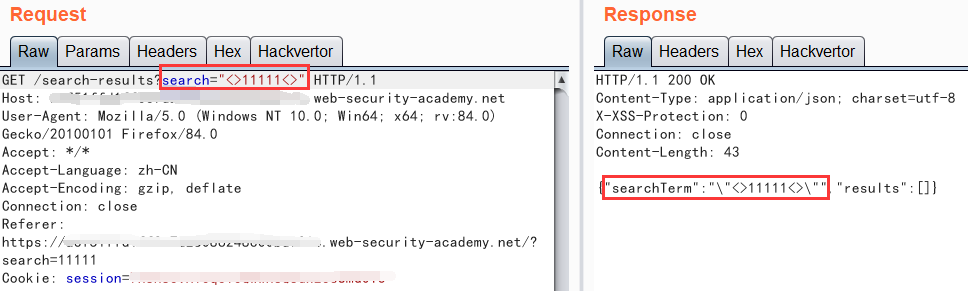 Request
Raw Params Headers Hex Hackvertor
GET /search-results?search="<>11111<>" HTTP/1.1
Host: .web-security-academy.net
User-Agent: Mozilla/5.0 (Windows NT 10.0; Win64; x64; rv:84.0)
Gecko/20100101 Firefox/84.0
Accept: */*
Accept-Language: zh-CN
Accept-Encoding: gzip, deflate
Connection: close
Referer:
https:// .web-security-academy.net/?
search=11111
Cookie: session=
Response
Raw Headers Hex Hackvertor
HTTP/1.1 200 OK
Content-Type: application/json; charset=utf-8
X-XSS-Protection: 0
Connection: close
Content-Length: 43
{"searchTerm":"\"<>11111<>\"","results":[]}